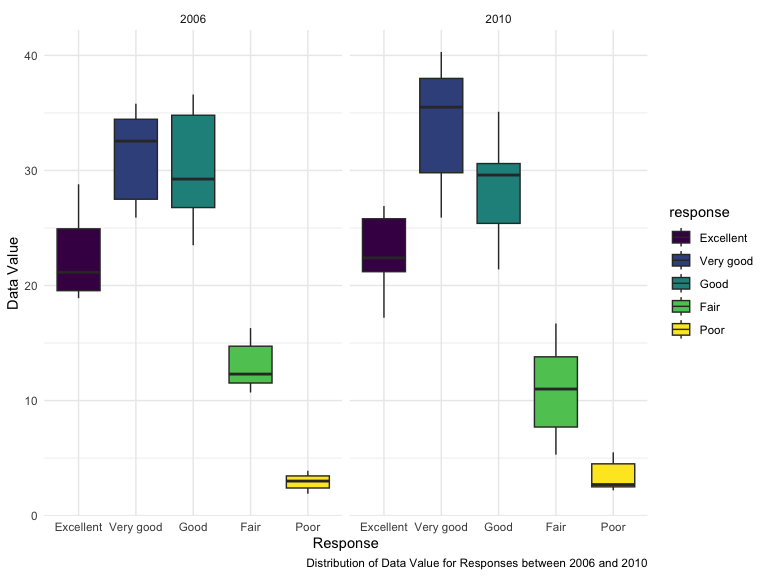 2006 2010
40
30
20
10
0
Data Value
Excellent Very good Good Fair Poor Excellent Very good Good Fair Poor
Response
Distribution of Data Value for Responses between 2006 and 2010
response
Excellent
Very good
Good
Fair
Poor